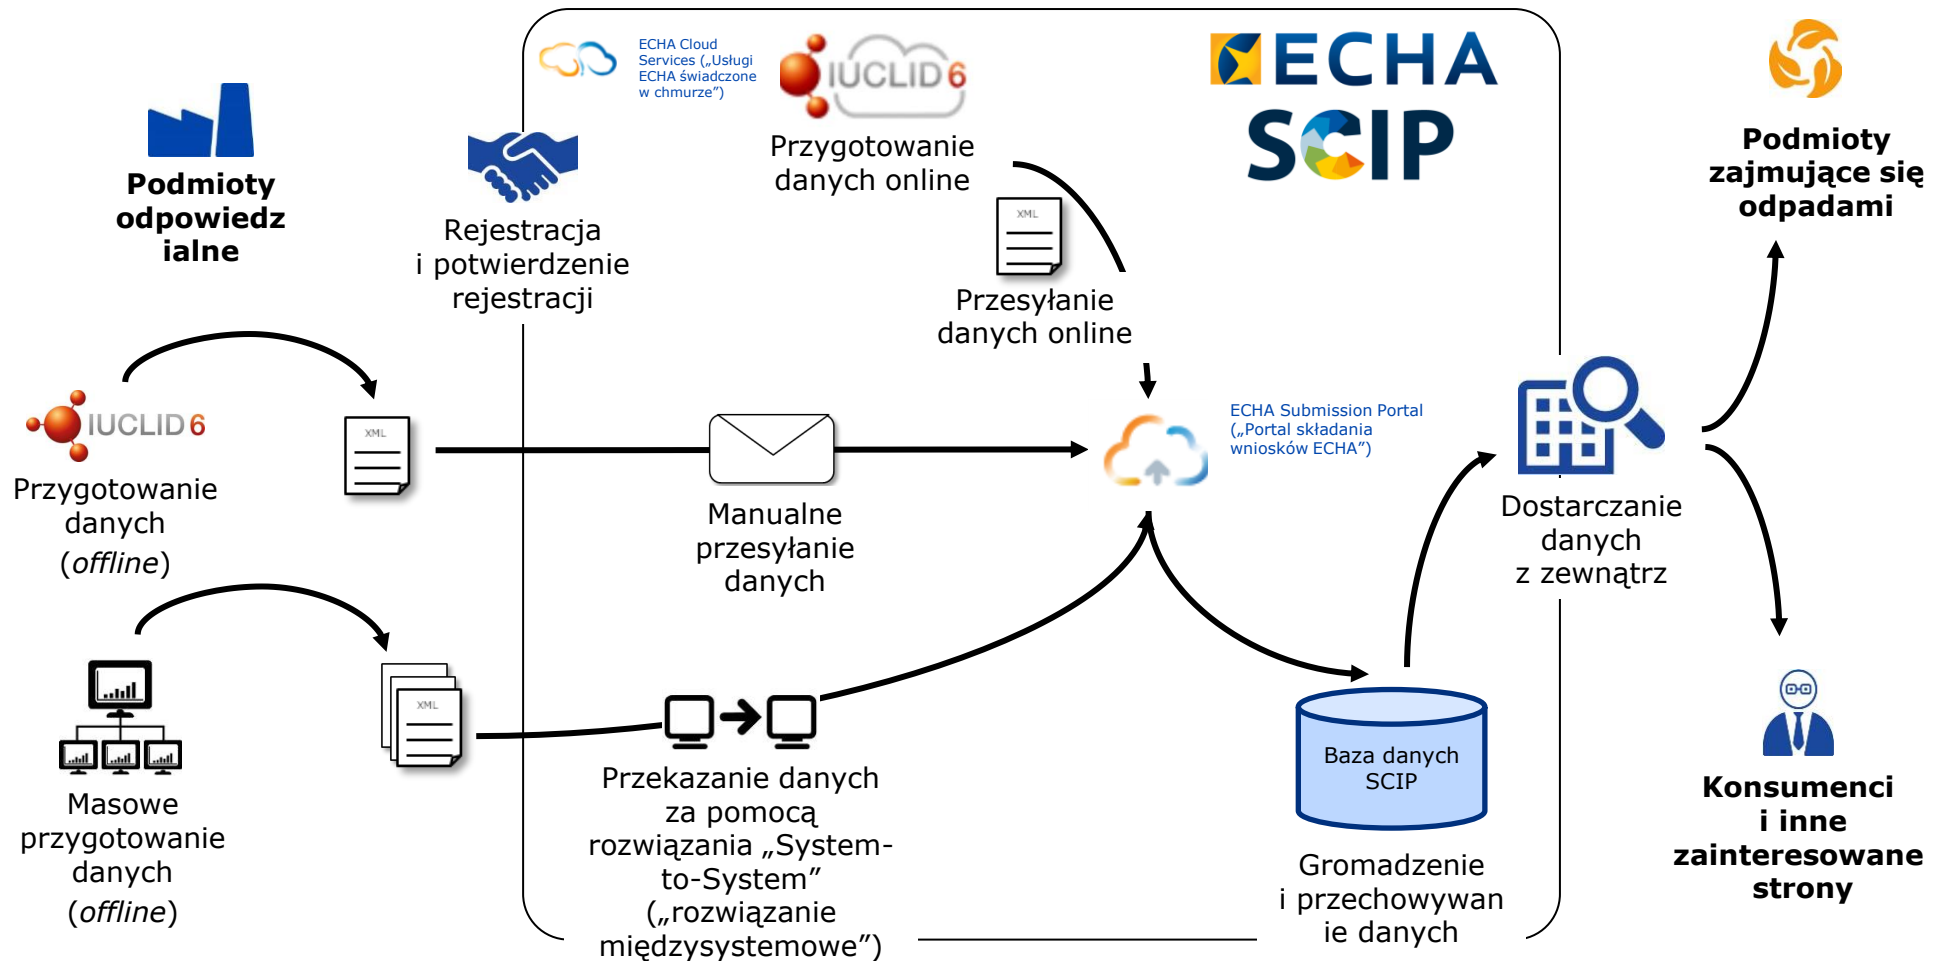 ECHA Cloud
Services („Usługi
ECHA świadczone
w chmurze”)
IUCLID 6
Przygotowanie
danych online
ECHA
SCIP
Podmioty
odpowiedz
ialne
Rejestracja
i potwierdzenie
rejestracji
XML
Przesyłanie
danych online
Podmioty
zajmujące się
odpadami
IUCLID 6
Przygotowanie
danych
(offline)
XML
Manualne
przesyłanie
danych
ECHA Submission Portal
(„Portal składania
wniosków ECHA”)
Dostarczanie
danych
z zewnątrz
Masowe
przygotowanie
danych
(offline)
XML
Przekazanie danych
za pomocą
rozwiązania „System-
to-System”
(„rozwiązanie
międzysystemowe”)
Baza danych
SCIP
Gromadzenie
i przechowywan
ie danych
Konsumenci
i inne
zainteresowane
strony